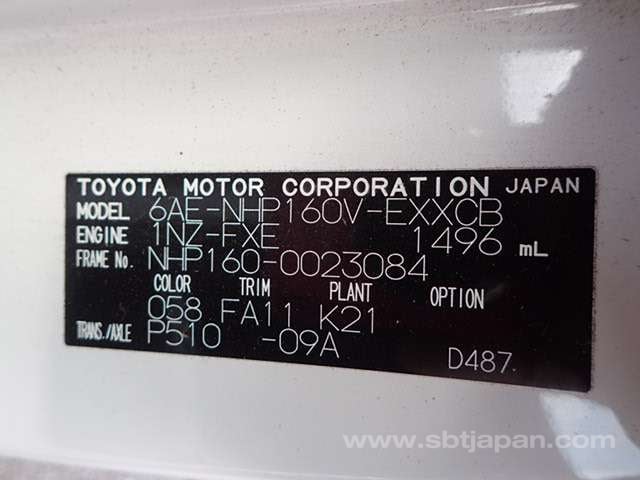 TOYOTA MOTOR CORPORATION JAPAN
MODEL 6AE-NHP160V-EXXCB
ENGINE 1NZ-FXE 1496 mL
FRAME No. NHP160-0023084
COLOR TRIM PLANT OPTION
058 FA11 K21
TRANS./AXLE P510 -09A
D487
www.sbtjapan.com